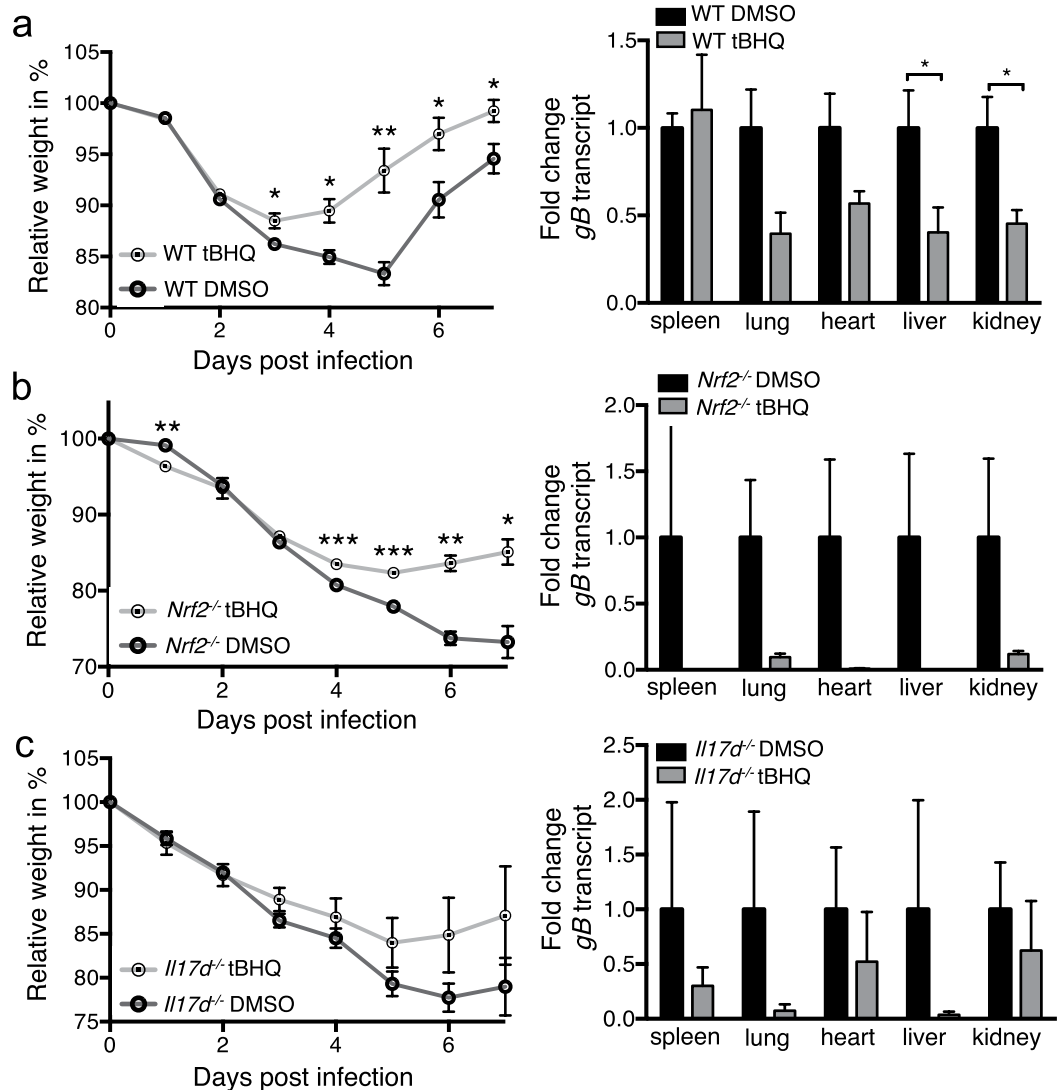 a
105
100
95
90
85
80
Relative weight in %
* * ** * *
WT tBHQ
WT DMSO
0 2 4 6
Days post infection
WT DMSO
WT tBHQ
1.5
1.0
0.5
0.0
Fold change
gB transcript
* *
spleen lung heart liver kidney
b
100
90
80
70
Relative weight in %
** *** *** ** *
Nrf2-/- tBHQ
Nrf2-/- DMSO
0 2 4 6
Days post infection
Nrf2-/- DMSO
Nrf2-/- tBHQ
2.0
1.5
1.0
0.5
0.0
Fold change
gB transcript
spleen lung heart liver kidney
c
105
100
95
90
85
80
75
Relative weight in %
Il17d-/- tBHQ
Il17d-/- DMSO
0 2 4 6
Days post infection
Il17d-/- DMSO
Il17d-/- tBHQ
2.5
2.0
1.5
1.0
0.5
0.0
Fold change
gB transcript
spleen lung heart liver kidney